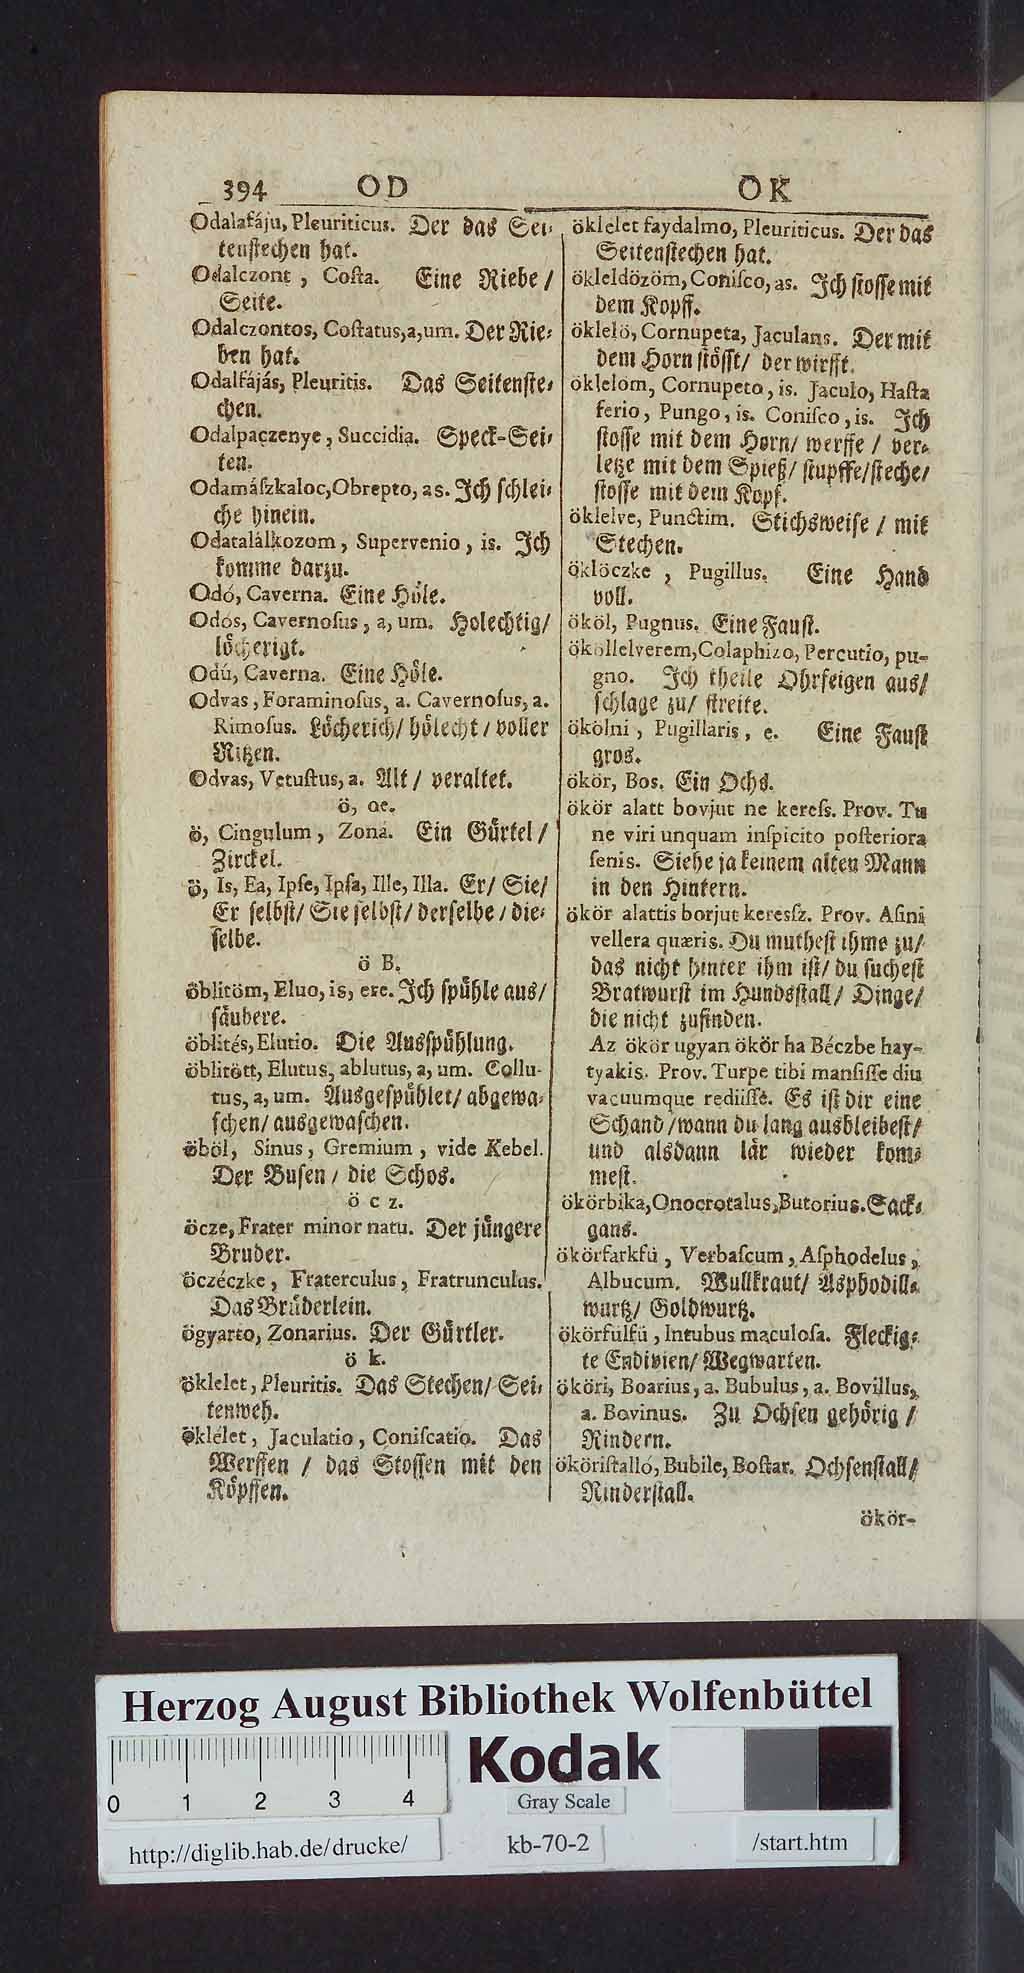 394 OD
OK
Odalafáju, Pleuriticus. Der das Sei-
tenstechen hat.
Odalczont, Costa. Eine Riebe/
Seite.
Odalczontos, Costatus,a,um. Der Rie-
ben hat.
Odalfájás, Pleuritis. Das Seitenste-
chen.
Odalpaczenye, Succidia. Speck-Sei-
ten.
Odamászkaloc,Obrepto, as. Ich schlei-
che hinein.
Odatalálkozom, Supervenio, is. Ich
komme darzu.
Odó, Caverna. Eine Höle.
Odós, Cavernosus, a, um. Holechtig/
löcherigt.
Odú, Caverna. Eine Höle.
Odvas, Foraminosus, a. Cavernosus, a.
Rimosus. Löcherich/ hölecht/ voller
Ritzen.
Odvas, Vetustus, a. Alt/ veraltet.
ö, oe.
ö, Cingulum, Zona. Ein Gürtel/
Zirckel.
ö, Is, Ea, Ipse, Ipsa, Ille, Illa. Er/ Sie/
Er selbst/ Sie selbst/ derselbe/ die-
selbe.
ö B.
öblitöm, Eluo, is, ere. Ich spühle aus/
säubere.
öblités, Elutio. Die Ausspühlung.
öblitött, Elutus, ablutus, a, um. Collu-
tus, a, um. Ausgespühlet/ abgewa-
schen/ ausgewaschen.
öböl, Sinus, Gremium, vide Kebel.
Der Busen/ die Schos.
ö c z.
öcze, Frater minor natu. Der jüngere
Bruder.
öczéczke, Fraterculus, Fratrunculus.
Das Brüderlein.
ögyarto, Zonarius. Der Gürtler.
ö k.
öklelet, Pleuritis. Das Stechen/ Sei-
tenweh.
öklélet, Jaculatio, Coniscatio. Das
Werffen / das Stossen mit den
Köpffen.
öklelet faydalmo, Pleuriticus. Der das
Seitenstechen hat.
ökleldözöm, Conisco, as. Ich stosse mit
dem Kopff.
öklelö, Cornupeta, Jaculans. Der mit
dem Horn stösst/ der wirfft.
öklelom, Cornupeto, is. Jaculo, Hasta
ferio, Pungo, is. Conisco, is. Ich
stosse mit dem Horn/ werffe / ver-
letze mit dem Spieß/ stupffe/steche/
stosse mit dem Kopf.
öklelve, Punctim. Stichsweise / mit
Stechen.
öklöczke, Pugillus. Eine Hand
voll.
ököl, Pugnus. Eine Faust.
ököllelverem,Colaphizo, Percutio, pu-
gno. Ich theile Ohrfeigen aus/
schlage zu/ streite.
ökölni, Pugillaris, e. Eine Faust
gros.
ökör, Bos. Ein Ochs.
ökör alatt bovjut ne keress. Prov. Tu
ne viri unquam inspicito posteriora
senis. Siehe ja keinem alten Mann
in den Hintern.
ökör alattis borjut keressz. Prov. Asini
vellera quæris. Du muthest ihme zu/
das nicht hinter ihm ist/ du suchest
Bratwurst im Hundsstall/ Dinge/
die nicht zufinden.
Az ökör ugyan ökör ha Béczbe hay-
tyakis. Prov. Turpe tibi mansisse diu
vacuumque rediisse. Es ist dir eine
Schand/wann du lang ausbleibest/
und alsdann lär wieder kom-
mest.
ökörbika,Onocrotalus,Butorius.Sack-
gans.
ökörfarkfü, Verbascum, Asphodelus,
Albucum. Wullkraut/ Asphodill-
wurtz/ Goldwurtz.
ökörfülfü, Intubus maculosa. Fleckig-
te Endivien/ Wegwarten.
ököri, Boarius, a. Bubulus, a. Bovillus,
a. Bovinus. Zu Ochsen gehörig /
Rindern.
ököristalló, Bubile, Bostar. Ochsenstall/
Rinderstall.
ökör-
Herzog August Bibliothek Wolfenbüttel
0 1 2 3 4
Kodak
Gray Scale
http://diglib.hab.de/drucke/ kb-70-2 /start.htm